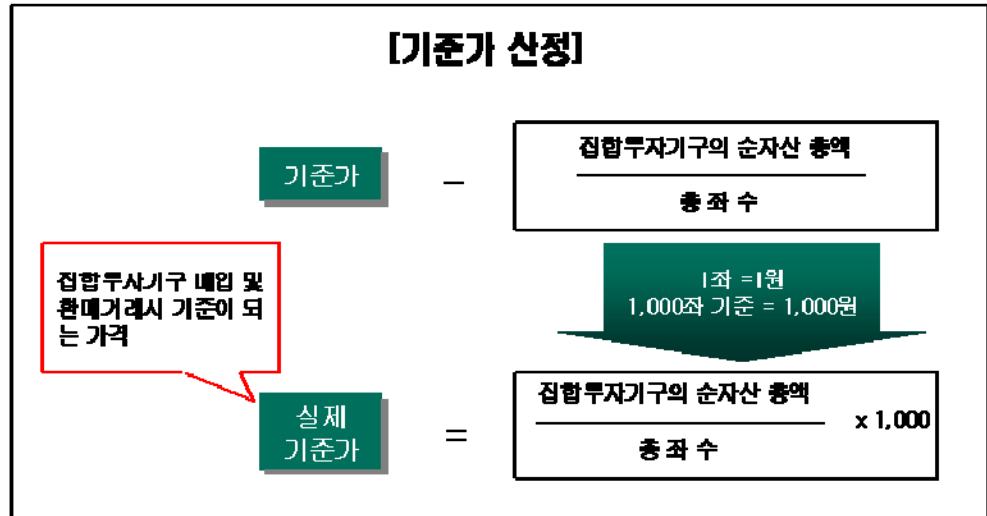 [기준가 산정]
기준가
–
집합투자기구의 순자산 총액
총 좌 수
1좌 =1원
1,000좌 기준 = 1,000원
집합투자기구 매입 및
환매거래시 기준이 되
는 가격
실제
기준가
=
집합투자기구의 순자산 총액
총 좌 수
x 1,000